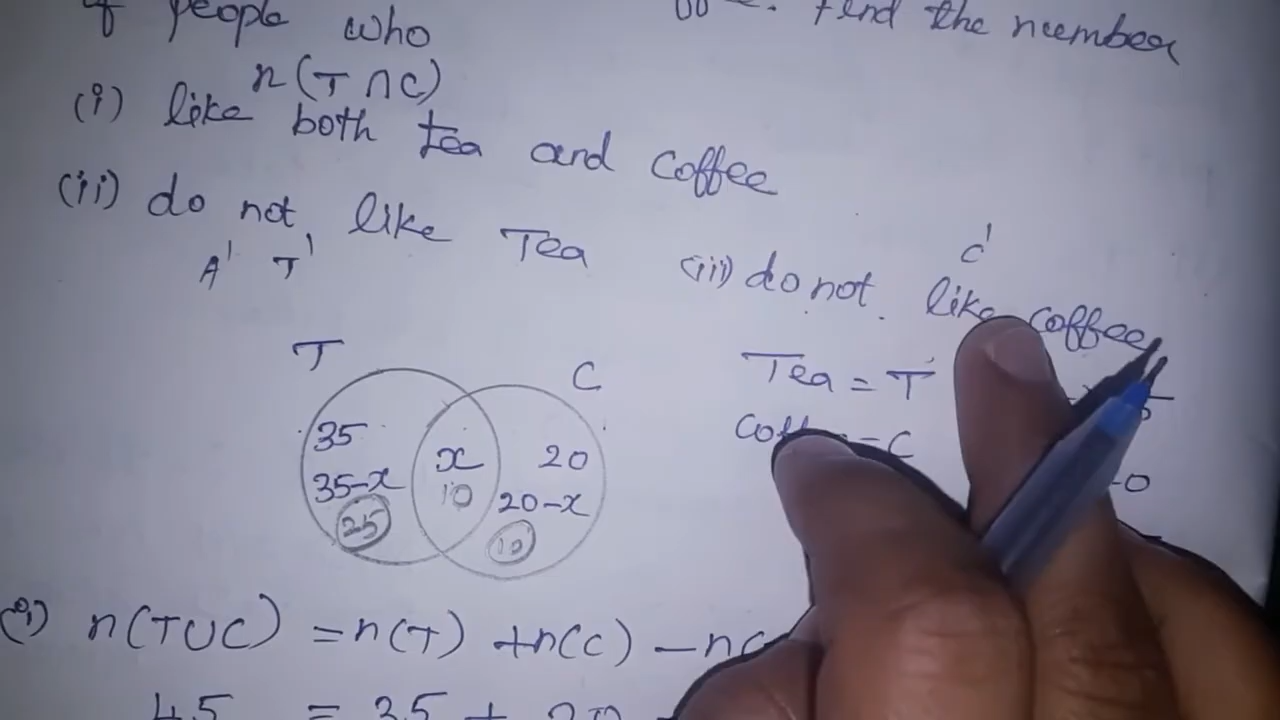 of people who
find the number
n(T∩C)
(i) like both tea and coffee
(ii) do not like Tea
A' T'
C'
(iii) do not like coffee
T
C
35
x
20
35-x
10
20-x
25
10
Tea = T
= C
(i) n(T∪C) = n(T) + n(C) -
45 = 35 + 20